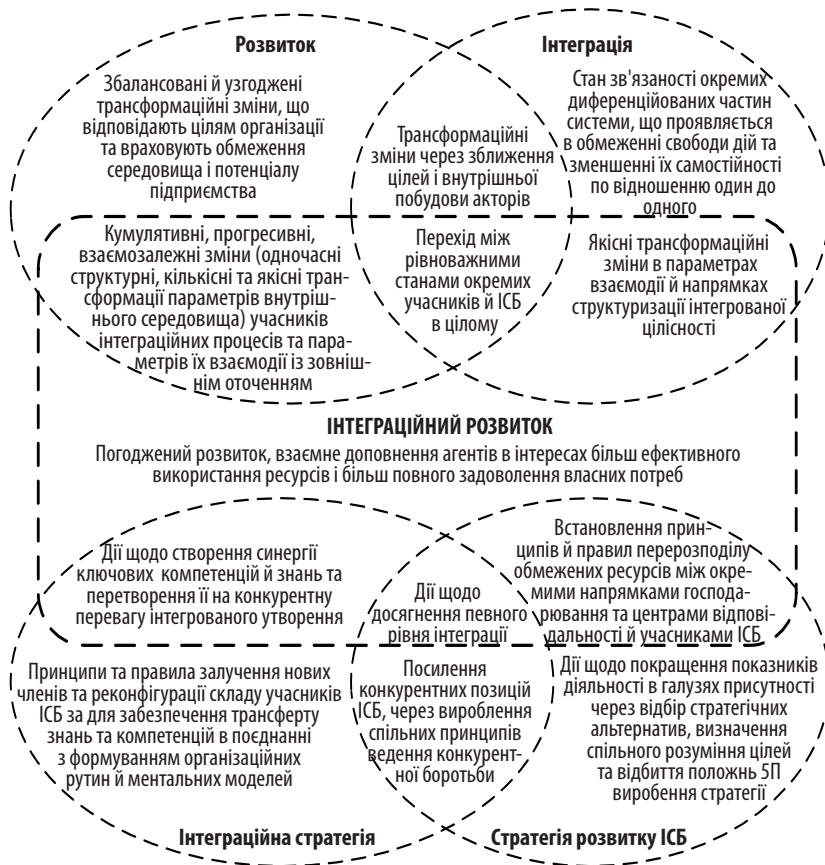 Розвиток
Збалансовані й узгоджені
трансформаційні зміни, що
відповідають цілям організації
та враховують обмеження
середовища і потенціалу
підприємства
Інтеграція
Стан зв'язаності окремих
диференційованих частин
системи, що проявляється
в обмеженні свободи дій та
зменшенні їх самостійності
по відношенню один до
одного
Трансформаційні
зміни через зближення
цілей і внутрішньої
побудови акторів
Кумулятивні, прогресивні,
взаємозалежні зміни (одночасні
структурні, кількісні та якісні тран-
сформації параметрів внутріш-
нього середовища) учасників
інтеграційних процесів та пара-
метрів їх взаємодії із зовніш-
нім оточенням
Перехід між
рівноважними
станами окремих
учасників й ІСБ
в цілому
Якісні трансформаційні
зміни в параметрах
взаємодії й напрямках
структуризації інтегрованої
цілісності
ІНТЕГРАЦІЙНИЙ РОЗВИТОК
Погоджений розвиток, взаємне доповнення агентів в інтересах більш ефективного
використання ресурсів і більш повного задоволення власних потреб
Дії щодо створення синергії
ключових компетенцій й знань та
перетворення її на конкурентну
перевагу інтегрованого утворення
Дії щодо
досягнення певного
рівня інтеграції
Встановлення прин-
ципів й правил перерозподілу
обмежених ресурсів між окре-
мими напрямками господа-
рювання та центрами відпові-
дальності й учасниками ІСБ
Принципи та правила залучення нових
членів та реконфігурації складу учасників
ІСБ за для забезпечення трансферту
знань та компетенцій в поєднанні
з формуванням організаційних
рутин й ментальних моделей
Посилення
конкурентних позицій
ІСБ, через вироблення
спільних принципів
ведення конкурент-
ної боротьби
Дії щодо покращення показників
діяльності в галузях присутності
через відбір стратегічних
альтернатив, визначення
спільного розуміння цілей
та відбиття положнь 5П
виробення стратегії
Інтеграційна стратегія
Стратегія розвитку ІСБ